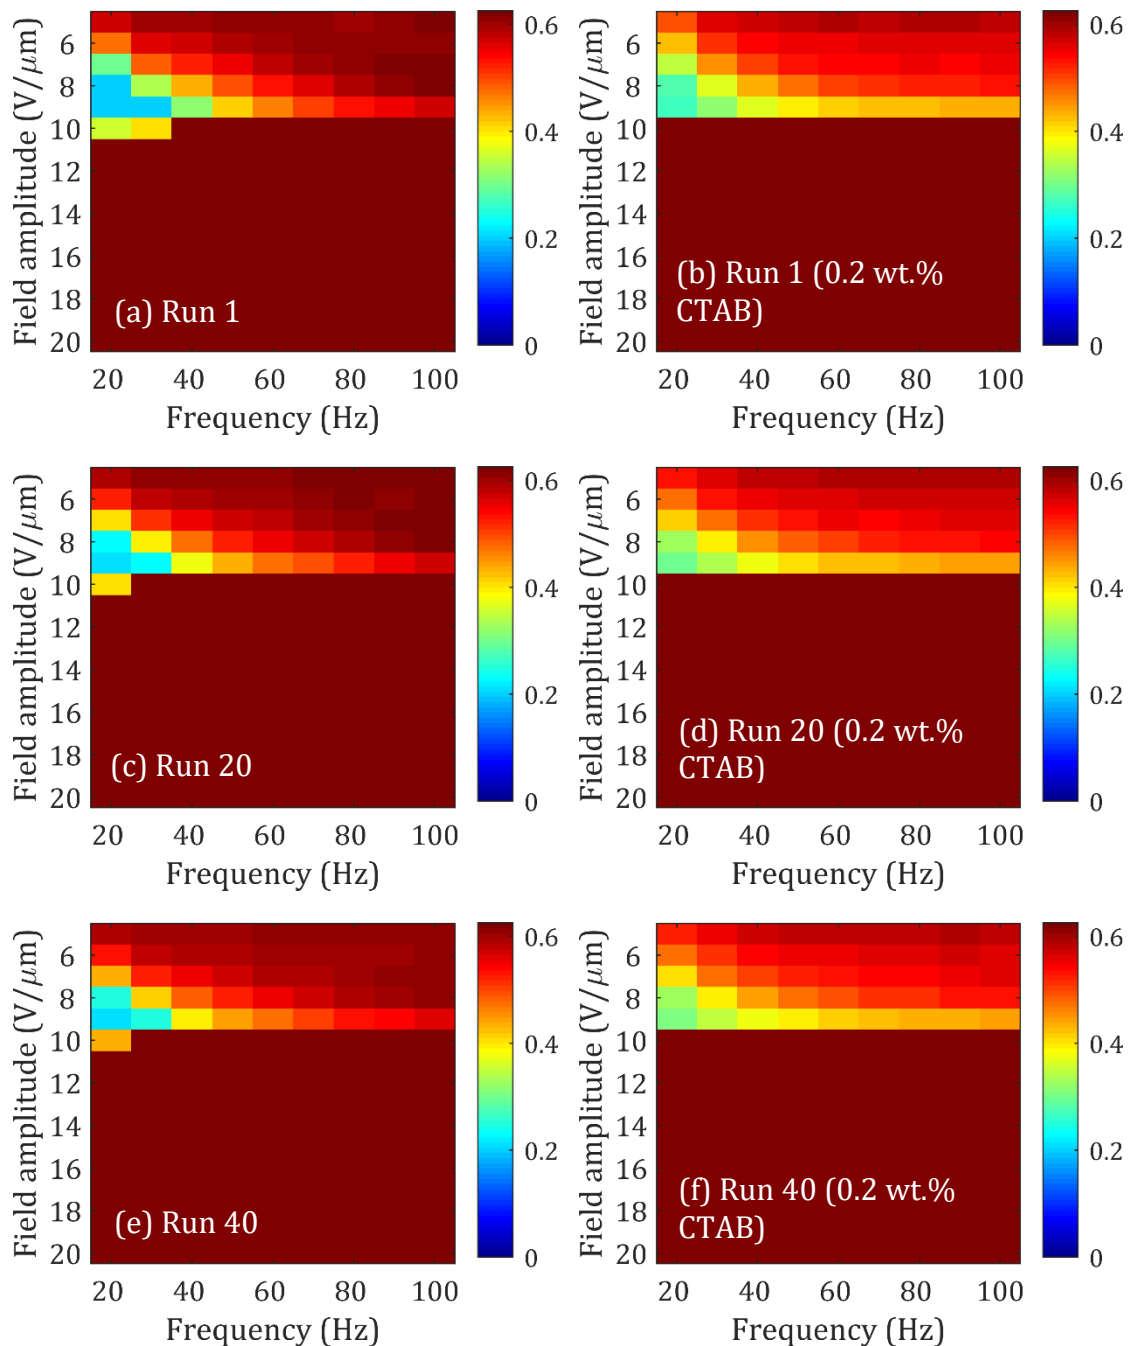 Field amplitude (V/μm)
6
8
10
12
14
16
18
20
(a) Run 1
20 40 60 80 100
Frequency (Hz)
0.6
0.4
0.2
0
Field amplitude (V/μm)
6
8
10
12
14
16
18
20
(b) Run 1 (0.2 wt.%
CTAB)
20 40 60 80 100
Frequency (Hz)
0.6
0.4
0.2
0
Field amplitude (V/μm)
6
8
10
12
14
16
18
20
(c) Run 20
20 40 60 80 100
Frequency (Hz)
0.6
0.4
0.2
0
Field amplitude (V/μm)
6
8
10
12
14
16
18
20
(d) Run 20 (0.2 wt.%
CTAB)
20 40 60 80 100
Frequency (Hz)
0.6
0.4
0.2
0
Field amplitude (V/μm)
6
8
10
12
14
16
18
20
(e) Run 40
20 40 60 80 100
Frequency (Hz)
0.6
0.4
0.2
0
Field amplitude (V/μm)
6
8
10
12
14
16
18
20
(f) Run 40 (0.2 wt.%
CTAB)
20 40 60 80 100
Frequency (Hz)
0.6
0.4
0.2
0